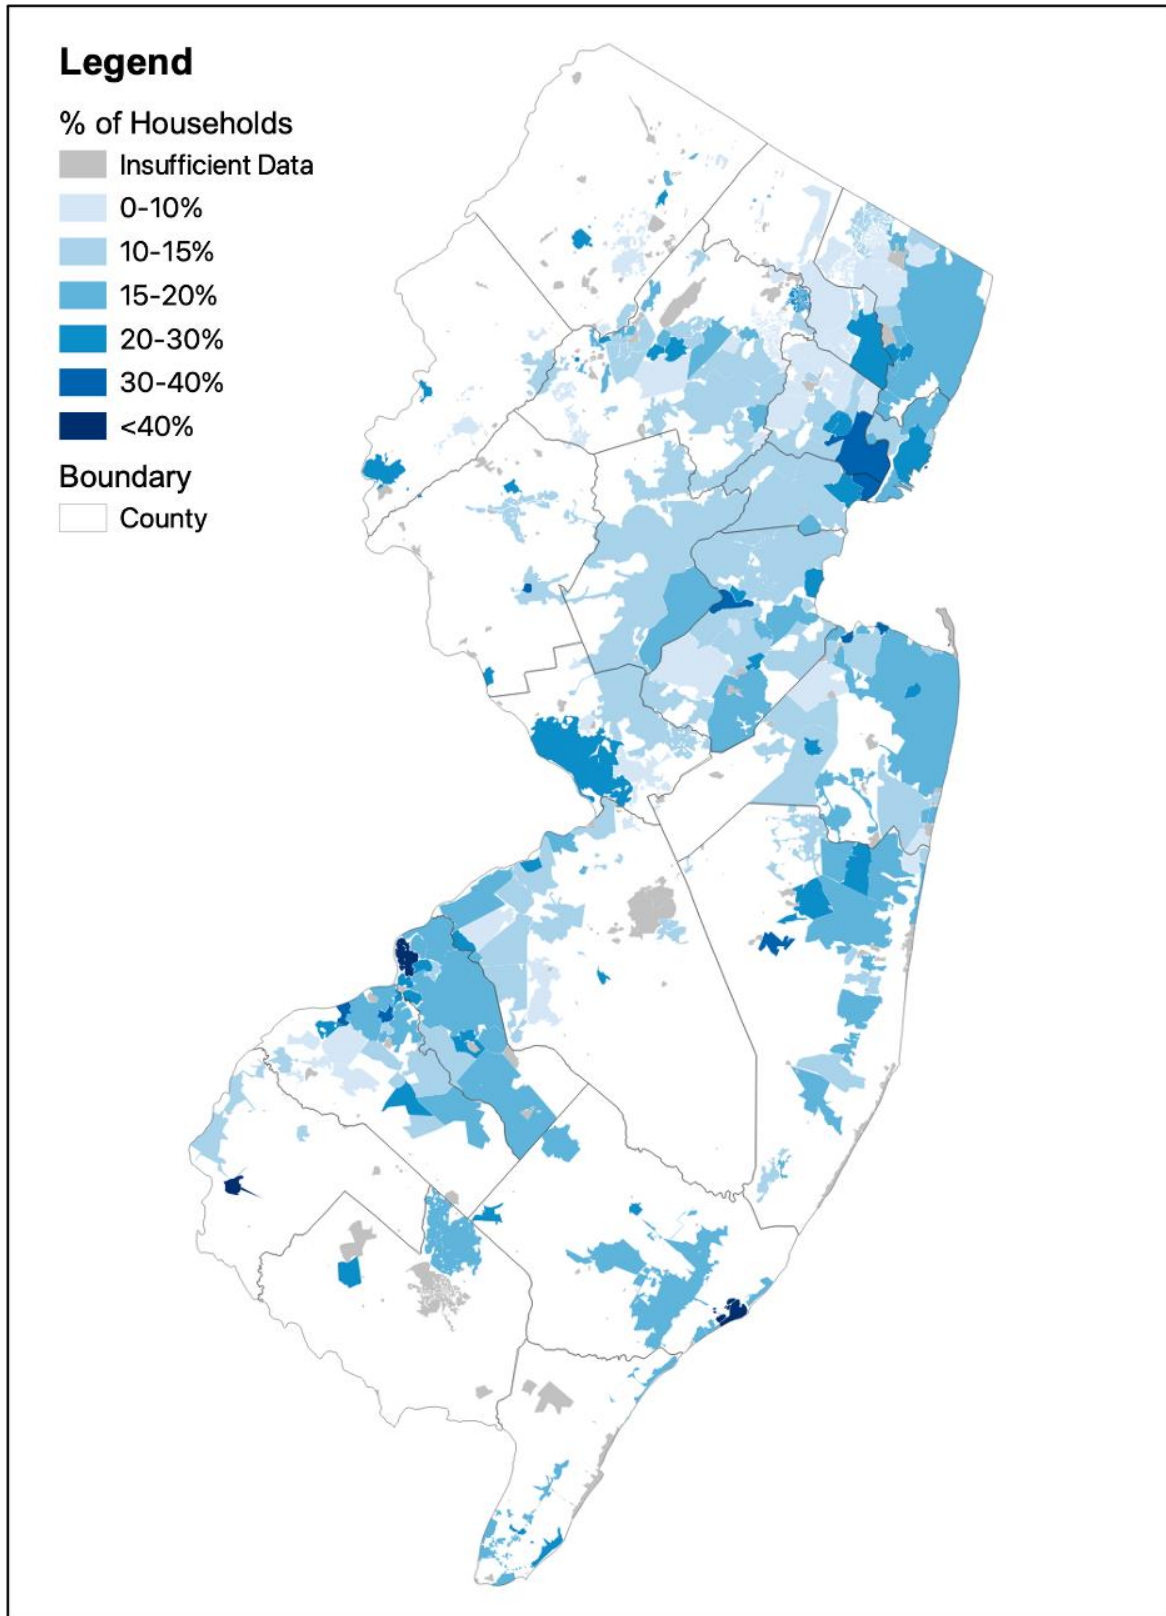 Legend
% of Households
Insufficient Data
0-10%
10-15%
15-20%
20-30%
30-40%
<40%
Boundary
County